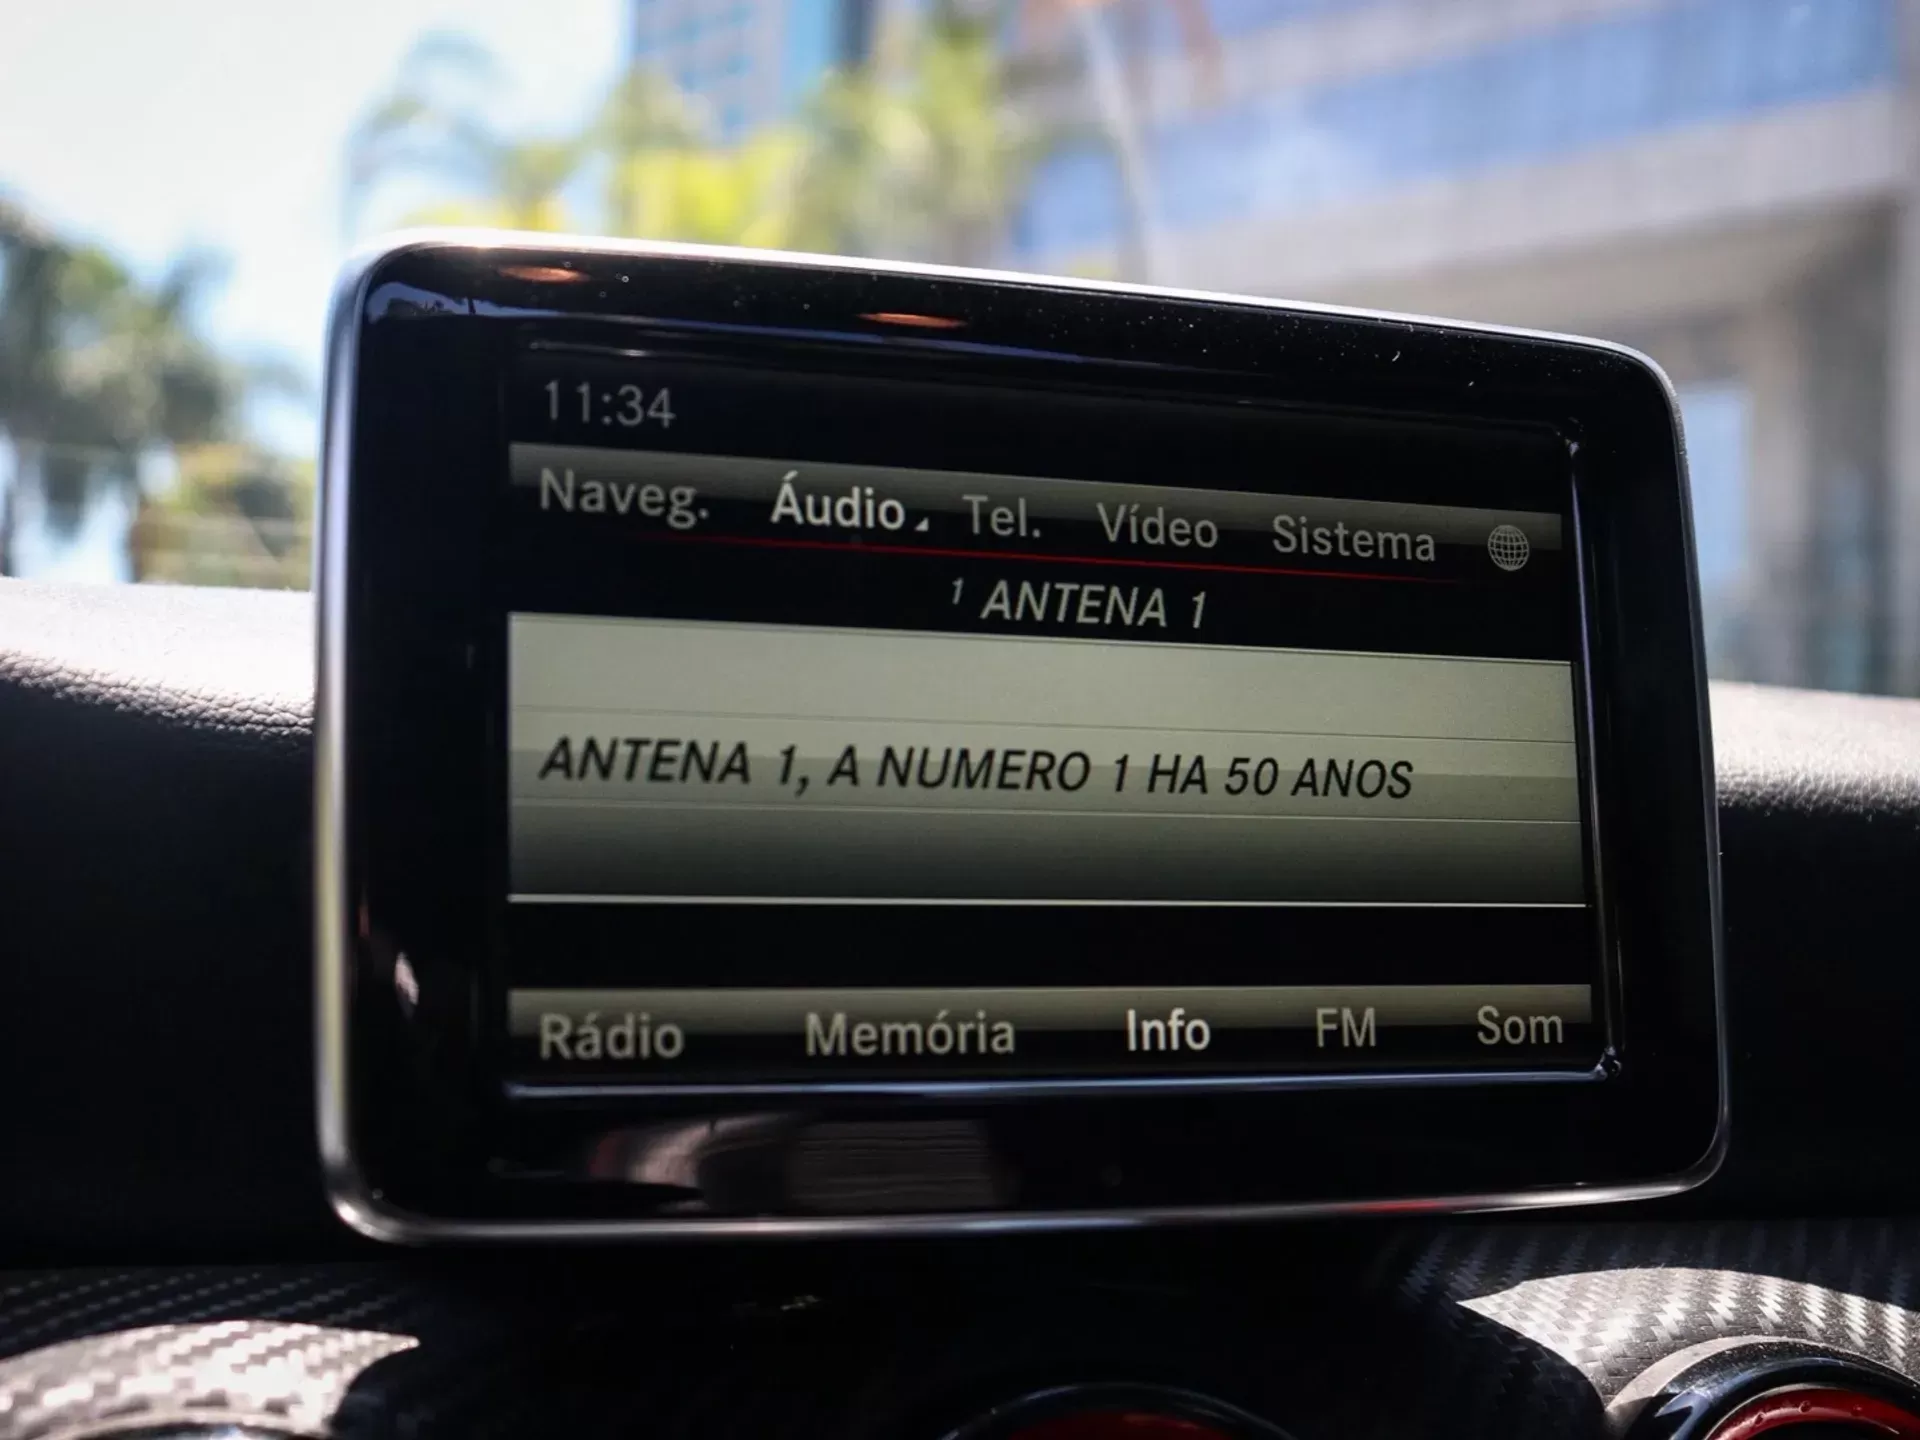 11:34
Naveg. Áudio Tel. Vídeo Sistema
1 ANTENA 1
ANTENA 1, A NUMERO 1 HA 50 ANOS
Rádio Memória Info FM Som